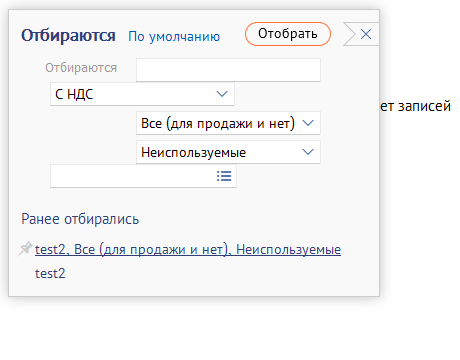 Отбираются По умолчанию Отобрать
Отбираются
С НДС
ет записей
Все (для продажи и нет)
Неиспользуемые
Ранее отбирались
test2, Все (для продажи и нет), Неиспользуемые
test2